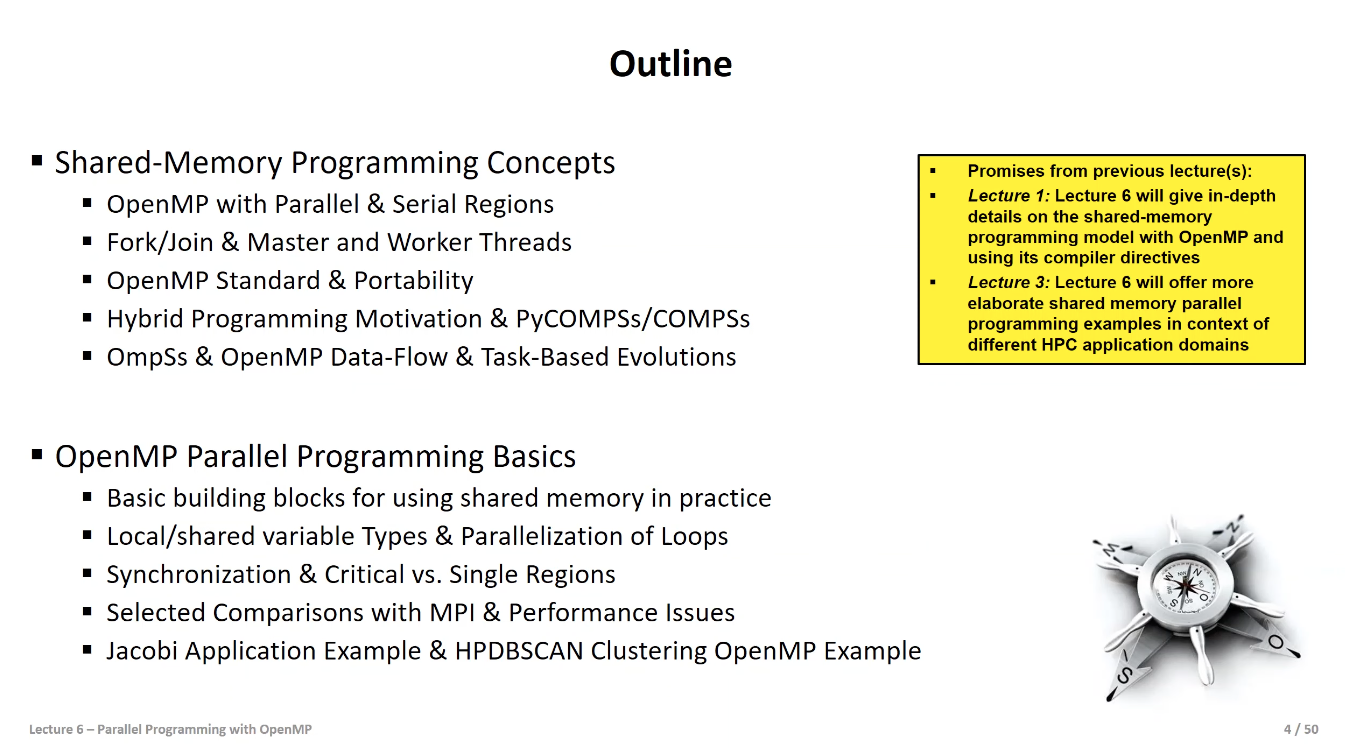 Outline
▪ Shared-Memory Programming Concepts
▪ OpenMP with Parallel & Serial Regions
▪ Fork/Join & Master and Worker Threads
▪ OpenMP Standard & Portability
▪ Hybrid Programming Motivation & PyCOMPSs/COMPSs
▪ OmpSs & OpenMP Data-Flow & Task-Based Evolutions
▪ Promises from previous lecture(s):
▪ Lecture 1: Lecture 6 will give in-depth
details on the shared-memory
programming model with OpenMP and
using its compiler directives
▪ Lecture 3: Lecture 6 will offer more
elaborate shared memory parallel
programming examples in context of
different HPC application domains
▪ OpenMP Parallel Programming Basics
▪ Basic building blocks for using shared memory in practice
▪ Local/shared variable Types & Parallelization of Loops
▪ Synchronization & Critical vs. Single Regions
▪ Selected Comparisons with MPI & Performance Issues
▪ Jacobi Application Example & HPDBSCAN Clustering OpenMP Example
Lecture 6 – Parallel Programming with OpenMP
4 / 50